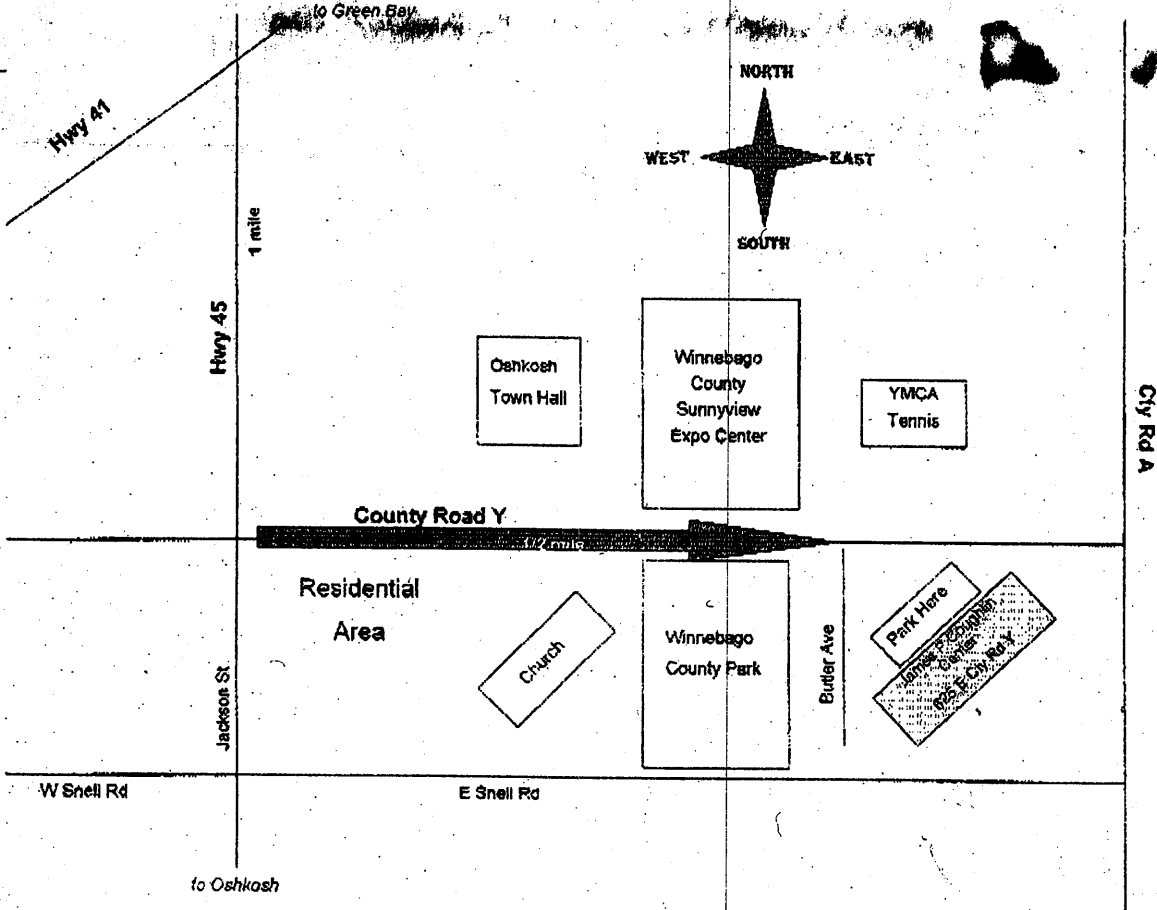 to Green Bay
Hwy 41
NORTH
WEST
EAST
SOUTH
1 mile
Hwy 45
Oshkosh
Town Hall
Winnebago
County
Sunnyview
Expo Center
YMCA
Tennis
Cty Rd A
County Road Y
1/2 mile
Residential
Area
Church
Winnebago
County Park
Butler Ave
Park Here
James P Coughlin
Center
625 E Cty Rd Y
Jackson St
W Snell Rd
E Snell Rd
to Oshkosh